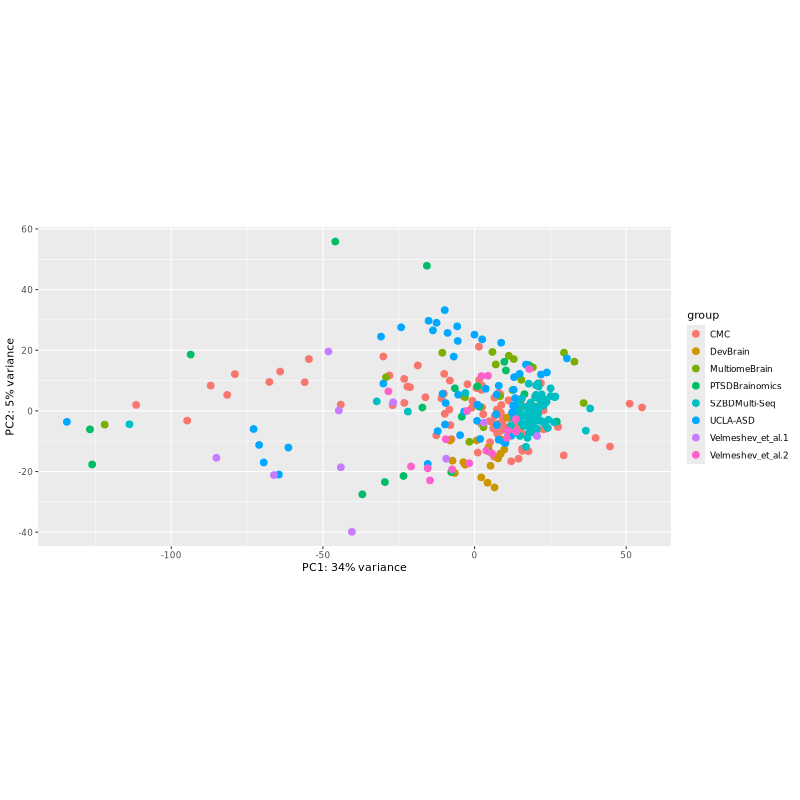 60
40
20
0
-20
-40
-100
-50
0
50
PC1: 34% variance
PC2: 5% variance
group
CMC
DevBrain
MultiomeBrain
PTSDBrainomics
SZBDMulti-Seq
UCLA-ASD
Velmeshev_et_al.1
Velmeshev_et_al.2